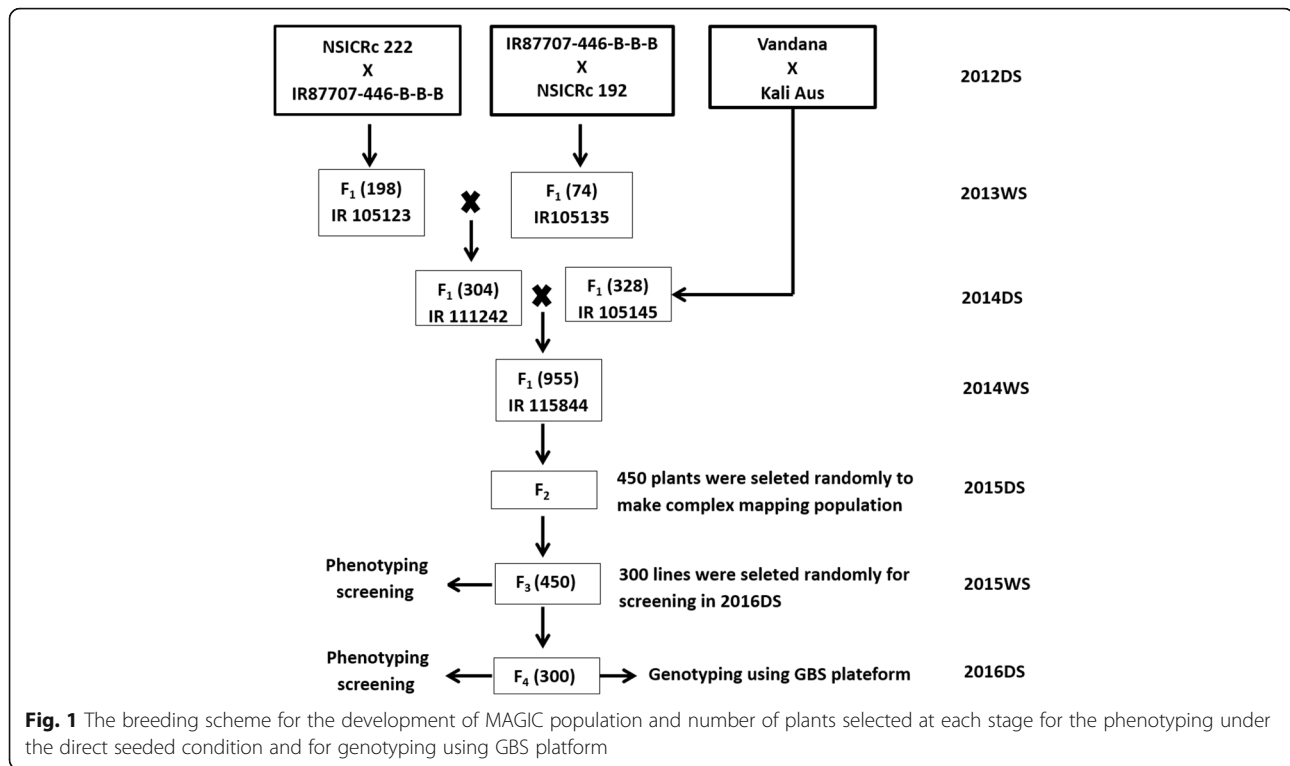 NSICRc 222
X
IR87707-446-B-B-B
IR87707-446-B-B-B
X
NSICRc 192
Vandana
X
Kali Aus
2012DS
F₁ (198)
IR 105123
F₁ (74)
IR105135
2013WS
F₁ (304)
IR 111242
F₁ (328)
IR 105145
2014DS
F₁ (955)
IR 115844
2014WS
F₂
450 plants were seleted randomly to
make complex mapping population
2015DS
Phenotyping
screening
F₃ (450)
300 lines were seleted randomly for
screening in 2016DS
2015WS
Phenotyping
screening
F₄ (300)
Genotyping using GBS plateform
2016DS
Fig. 1 The breeding scheme for the development of MAGIC population and number of plants selected at each stage for the phenotyping under
the direct seeded condition and for genotyping using GBS platform